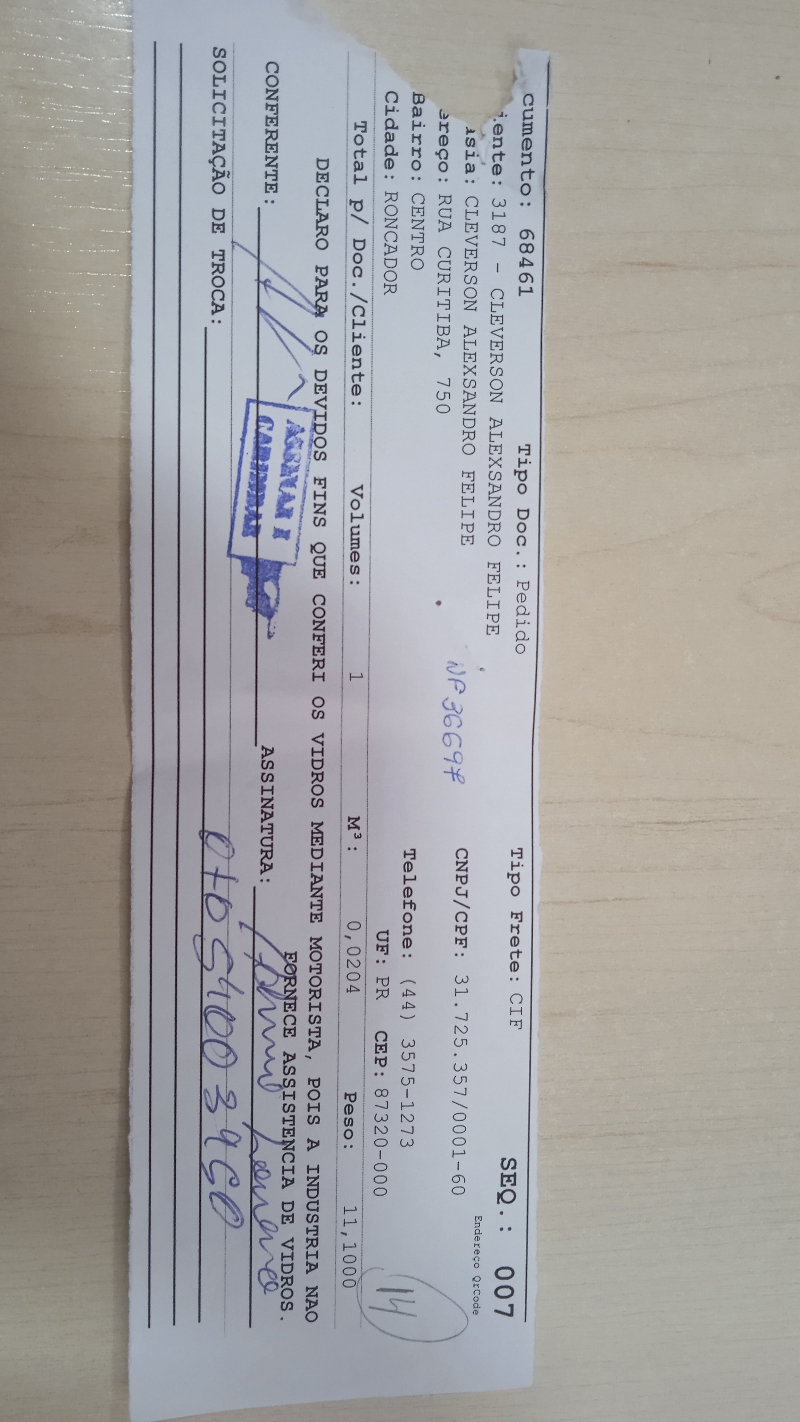 cumento: 68461 Tipo Doc.: Pedido Tipo Frete: CIF SEQ.: 007
iente: 3187 - CLEVERSON ALEXSANDRO FELIPE
asia: CLEVERSON ALEXSANDRO FELIPE CNPJ/CPF: 31.725.357/0001-60 Endereço QrCode
ereço: RUA CURITIBA, 750 NF 36697
Bairro: CENTRO Telefone: (44) 3575-1273
Cidade: RONCADOR UF: PR CEP: 87320-000
14
Total p/ Doc./Cliente: Volumes: 1 M³: 0,0204 Peso: 11,1000
DECLARO PARA OS DEVIDOS FINS QUE CONFERI OS VIDROS MEDIANTE MOTORISTA, POIS A INDUSTRIA NAO
FORNECE ASSISTENCIA DE VIDROS.
CONFERENTE: ASSINATURA:
ASSINAR E
CARIMBAR
SOLICITAÇÃO DE TROCA: